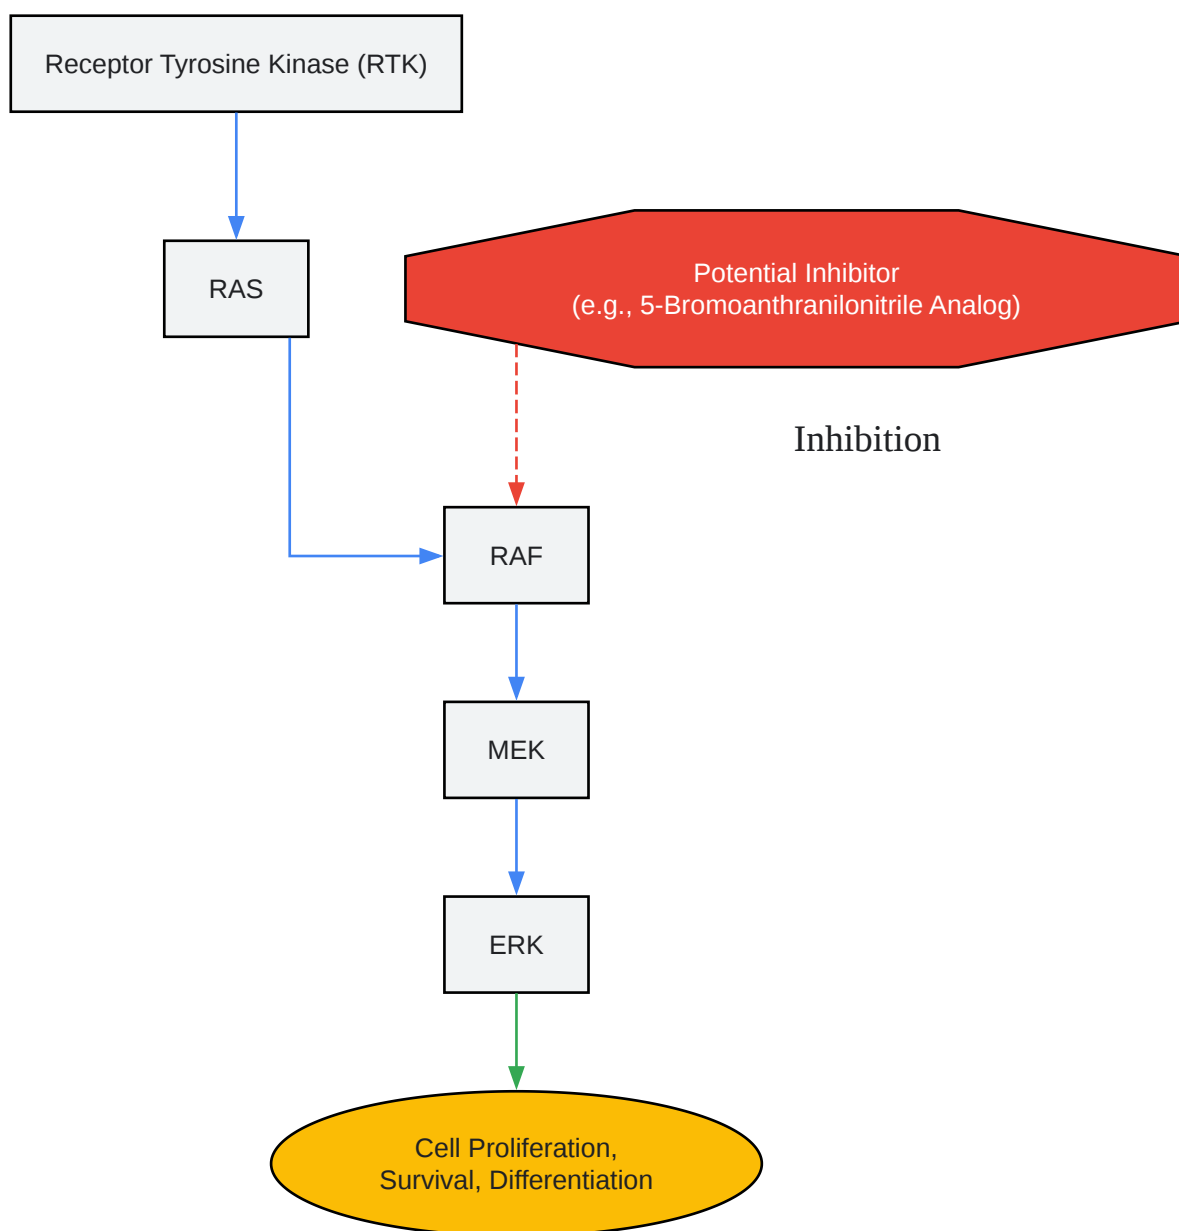 Receptor Tyrosine Kinase (RTK)
RAS
Potential Inhibitor
(e.g., 5-Bromoanthranilonitrile Analog)
Inhibition
RAF
MEK
ERK
Cell Proliferation,
Survival, Differentiation